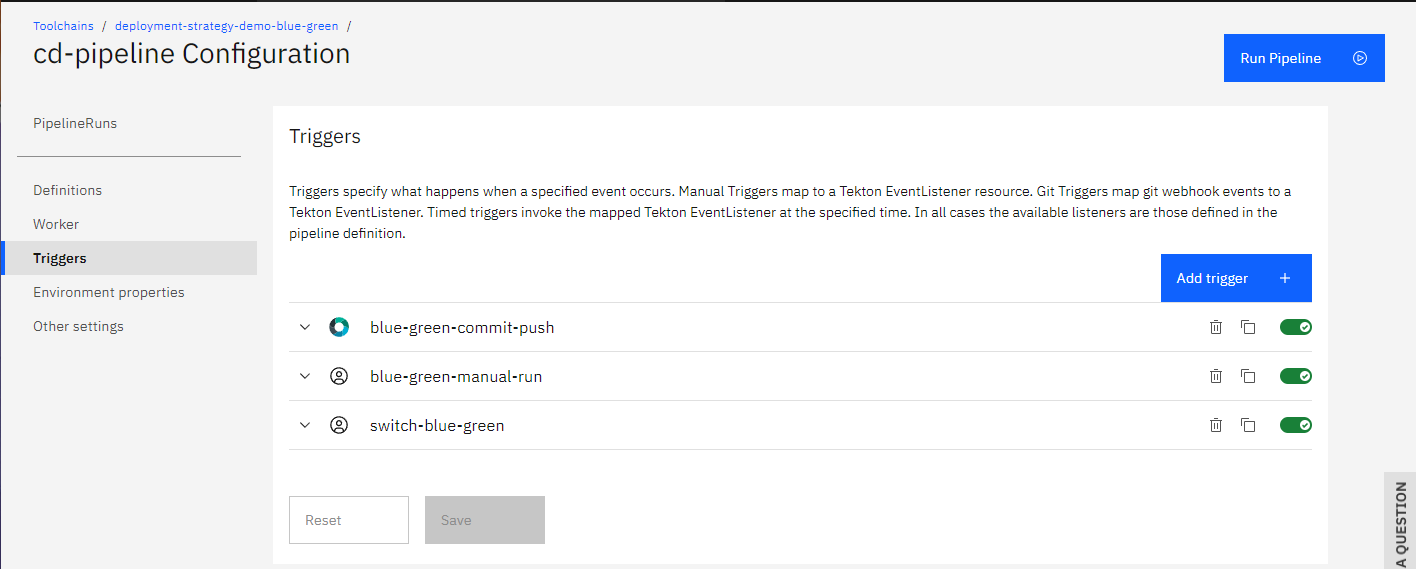 Toolchains / deployment-strategy-demo-blue-green /
cd-pipeline Configuration
Run Pipeline
PipelineRuns
Definitions
Worker
Triggers
Environment properties
Other settings
Triggers
Triggers specify what happens when a specified event occurs. Manual Triggers map to a Tekton EventListener resource. Git Triggers map git webhook events to a
Tekton EventListener. Timed triggers invoke the mapped Tekton EventListener at the specified time. In all cases the available listeners are those defined in the
pipeline definition.
Add trigger +
blue-green-commit-push
blue-green-manual-run
switch-blue-green
Reset
Save
A QUESTION